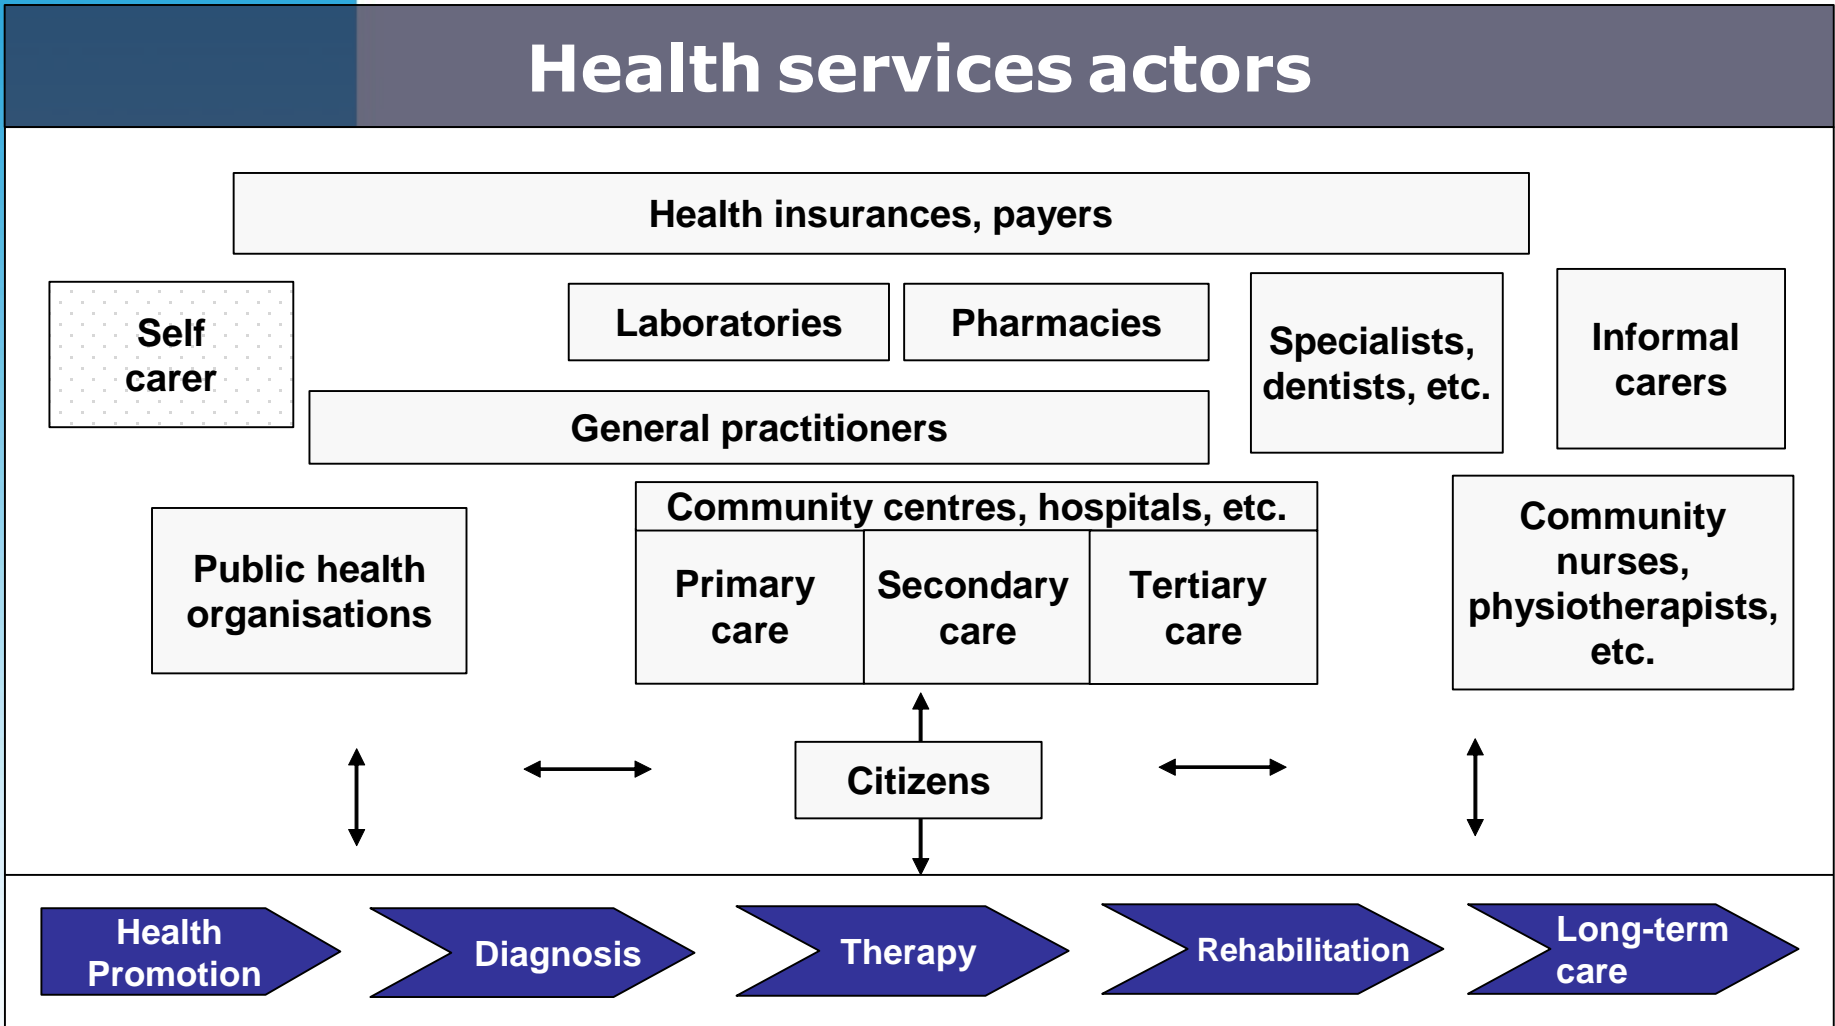 Health services actors
Health insurances, payers
Self
carer
Laboratories
Pharmacies
Specialists,
dentists, etc.
Informal
carers
General practitioners
Public health
organisations
Community centres, hospitals, etc.
Primary
care
Secondary
care
Tertiary
care
Community
nurses,
physiotherapists,
etc.
Citizens
Health
Promotion
Diagnosis
Therapy
Rehabilitation
Long-term
care